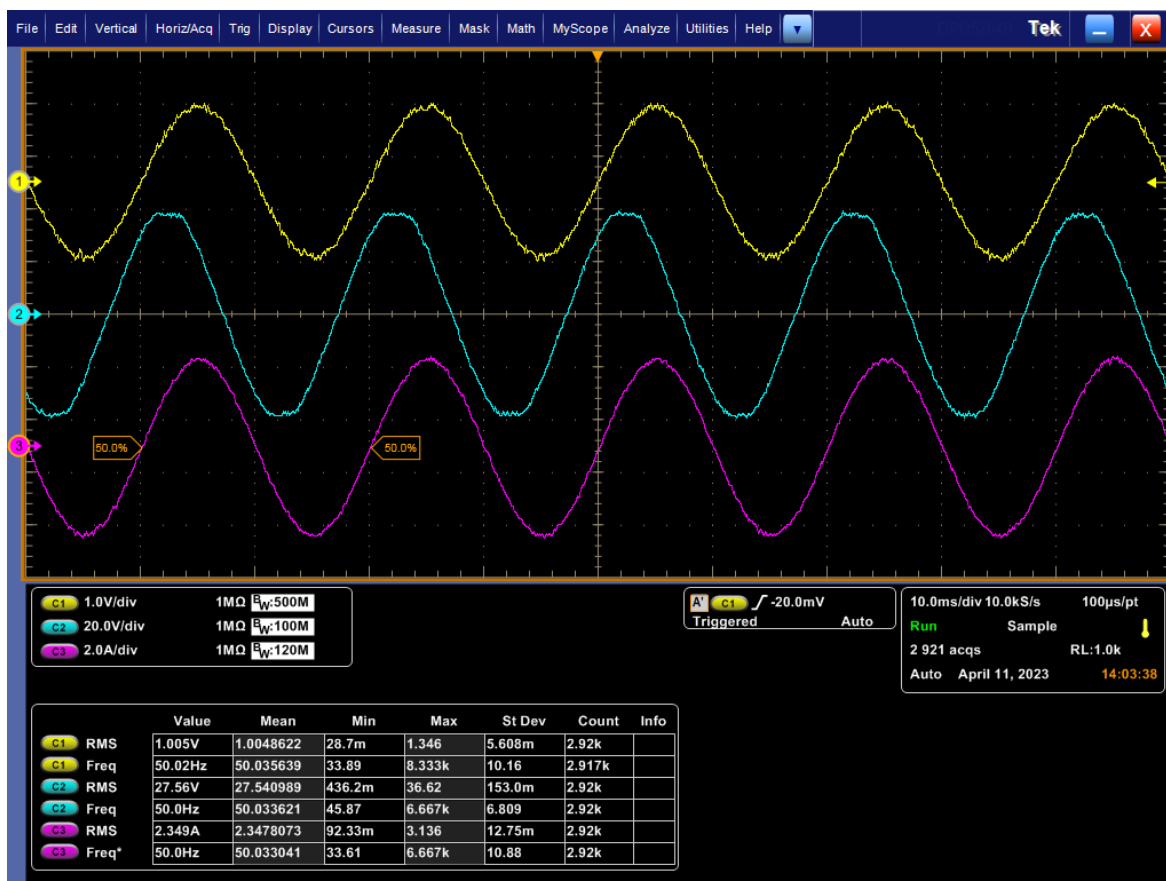 File Edit Vertical Horiz/Acq Trig Display Cursors Measure Mask Math MyScope Analyze Utilities Help Tek X
1
2
3 50.0% 50.0%
C1 1.0V/div 1MΩ BW:500M
C2 20.0V/div 1MΩ BW:100M
C3 2.0A/div 1MΩ BW:120M
A' C1 -20.0mV
Triggered Auto
10.0ms/div 10.0kS/s 100µs/pt
Run Sample
2 921 acqs RL:1.0k
Auto April 11, 2023 14:03:38
Value Mean Min Max St Dev Count Info
C1 RMS 1.005V 1.0048622 28.7m 1.346 5.608m 2.92k
C1 Freq 50.02Hz 50.035639 33.89 8.333k 10.16 2.917k
C2 RMS 27.56V 27.540989 436.2m 36.62 153.0m 2.92k
C2 Freq 50.0Hz 50.033621 45.87 6.667k 6.809 2.92k
C3 RMS 2.349A 2.3478073 92.33m 3.136 12.75m 2.92k
C3 Freq* 50.0Hz 50.033041 33.61 6.667k 10.88 2.92k